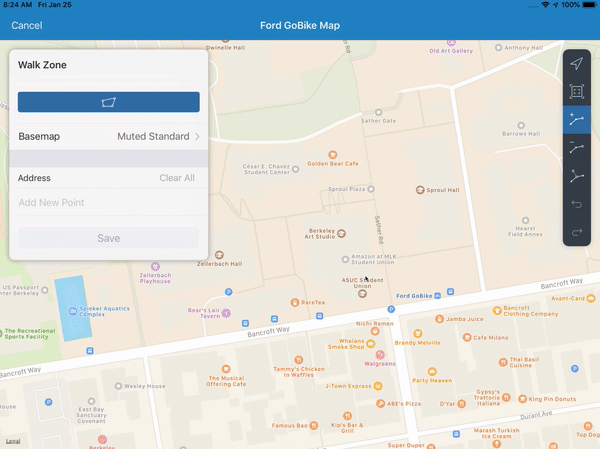 8:24 AM Fri Jan 25
100%
Cancel
Ford GoBike Map
Walk Zone
Basemap
Muted Standard
Address
Clear All
Add New Point
Save
Dwinelle Hall
Old Art Gallery
Anthony Hall
Sather Gate
Barrows Hall
Golden Bear Cafe
César E. Chavez
Student Center
Sproul Plaza
Sproul Hall
Sather Rd
Berkeley
Art Studio
Hearst
Field Annex
Zellerbach Hall
Amazon at MLK
Student Union
Zellerbach
Playhouse
ASUC Student
Union
US Passport
Spieker Aquatics
Complex
The Recreational
Sports Facility
Bear's Lair
Tavern
RareTea
Ford GoBike
Bancroft Way
Avant-Card
Bancroft
Clothing Company
Jamba Juice
Nichi Ramen
Bancroft Way
Whelans
Smoke Shop
Brandy Melville
Cafe Milano
Walgreens
Bancroft Way
Thai Basil
Cuisine
The Musical
Offering Cafe
Tammy's Chicken
In Waffles
Party Heaven
Wesley House
J-Town Express
Gypsy's
Trattoria
Italiana
King Pin Donuts
House
East Bay
Sanctuary
Covenant
ABE's Pizza
D'Yar
Durant Ave
Famous Bao
Kip's Bar &
Grill
Marash Turkish
Ice Cream
Top Dog
Legal
Berkeley
Super Duper